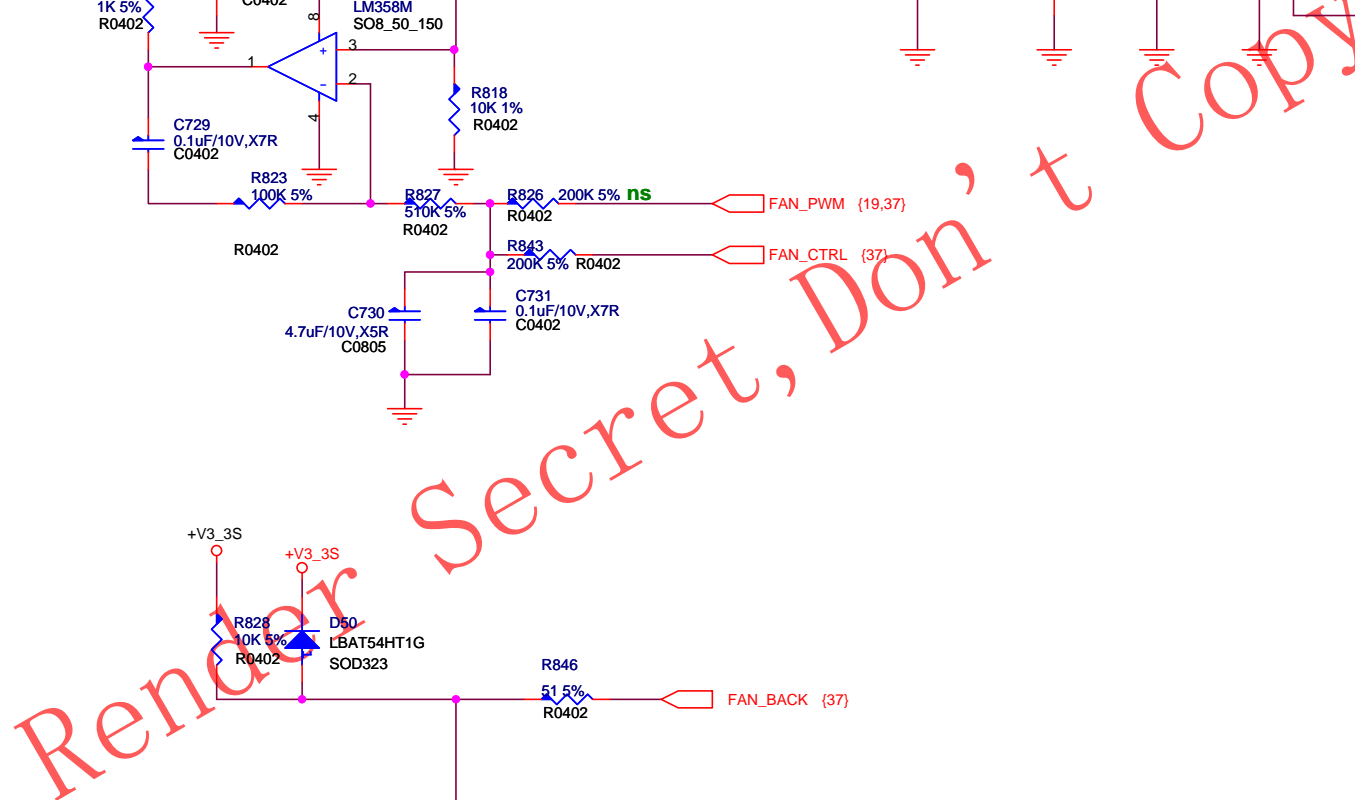 1K 5%
R0402
C0402
8
LM358M
SO8_50_150
3
1
2
+
-
4
R818
10K 1%
R0402
C729
0.1uF/10V,X7R
C0402
R823
100K 5%
R0402
R827
510K 5%
R0402
R826 200K 5% ns
R0402
FAN_PWM {19,37}
R843
200K 5% R0402
FAN_CTRL {37}
C730
4.7uF/10V,X5R
C0805
C731
0.1uF/10V,X7R
C0402
+V3_3S
+V3_3S
R828
10K 5%
R0402
D50
LBAT54HT1G
SOD323
R846
51 5%
R0402
FAN_BACK {37}
Render Secret,Don't Copy